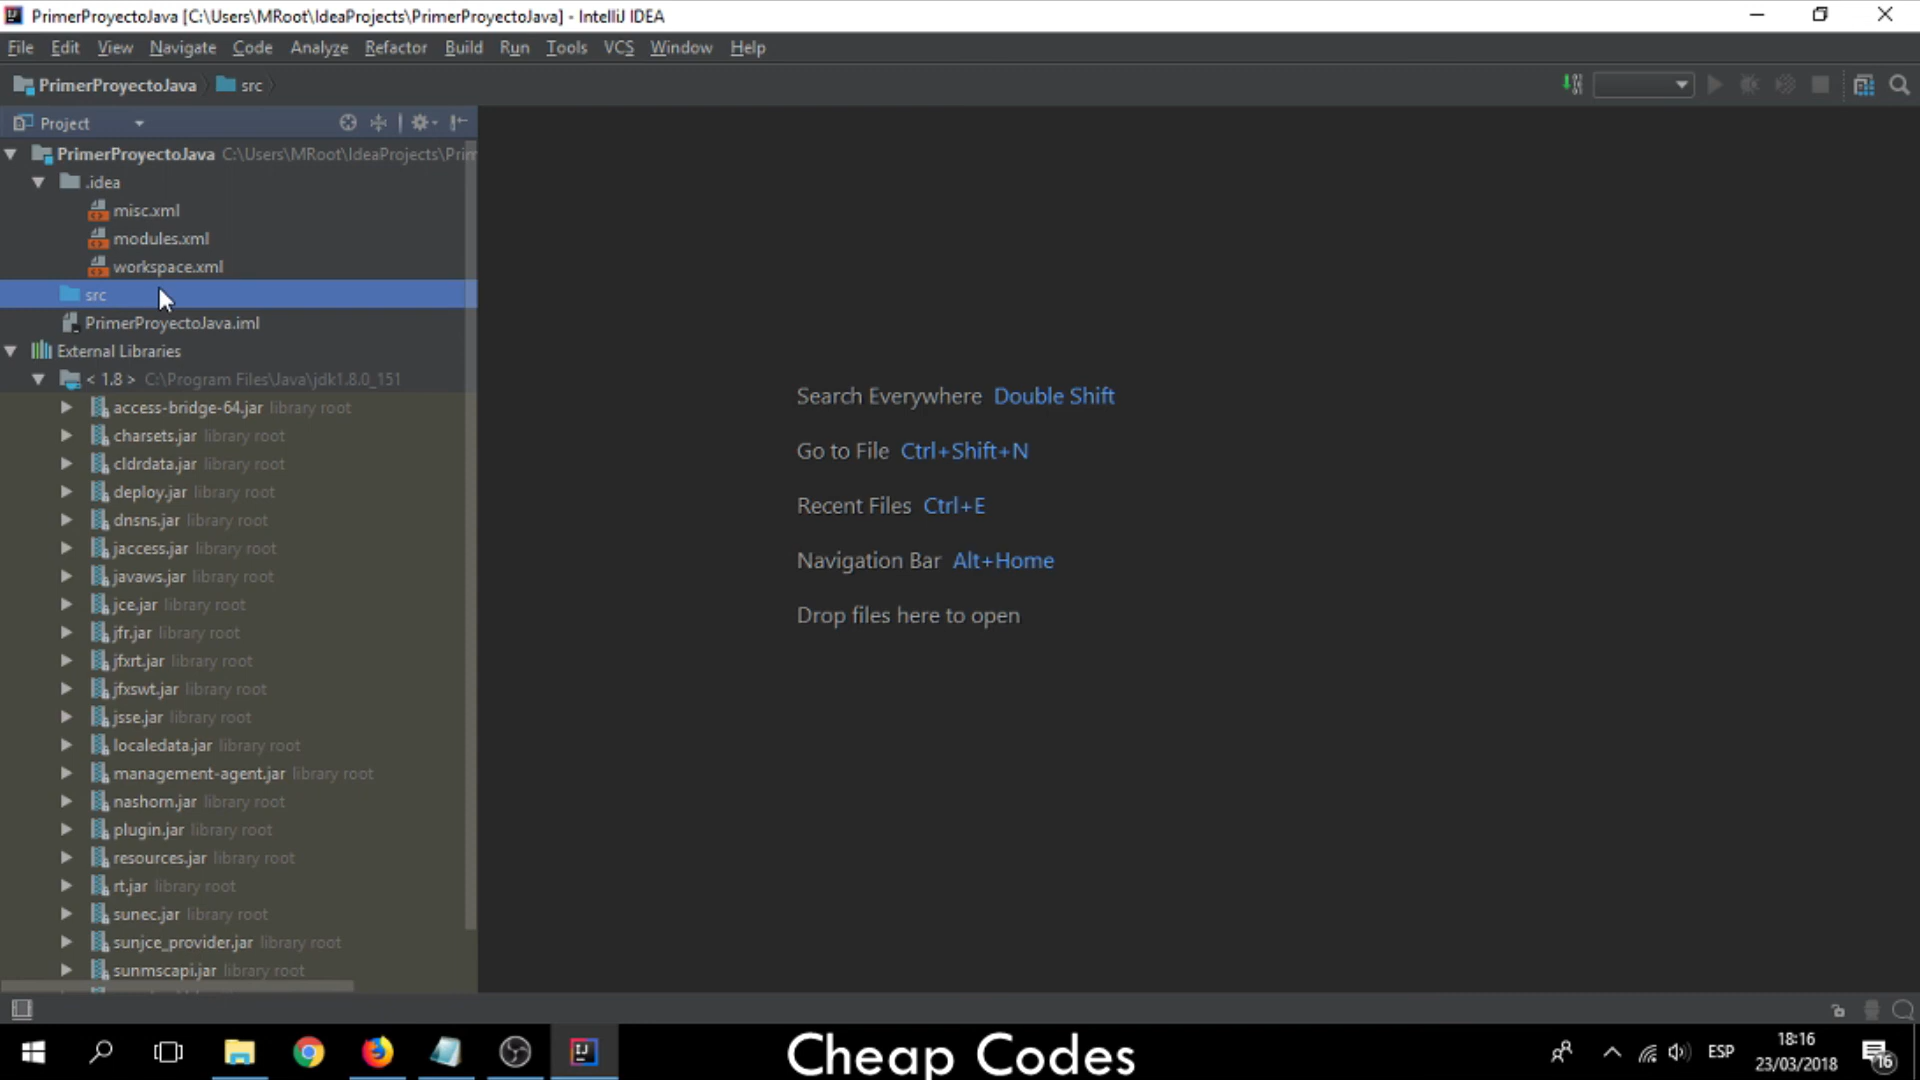 PrimerProyectoJava [C:\Users\MRoot\IdeaProjects\PrimerProyectoJava] - IntelliJ IDEA
File Edit View Navigate Code Analyze Refactor Build Run Tools VCS Window Help
PrimerProyectoJava src
Project
PrimerProyectoJava C:\Users\MRoot\IdeaProjects\Prim
.idea
misc.xml
modules.xml
workspace.xml
src
PrimerProyectoJava.iml
External Libraries
< 1.8 > C:\Program Files\Java\jdk1.8.0_151
access-bridge-64.jar library root
charsets.jar library root
cldrdata.jar library root
deploy.jar library root
dnsns.jar library root
jaccess.jar library root
javaws.jar library root
jce.jar library root
jfr.jar library root
jfxrt.jar library root
jfxswt.jar library root
jsse.jar library root
localedata.jar library root
management-agent.jar library root
nashorn.jar library root
plugin.jar library root
resources.jar library root
rt.jar library root
sunec.jar library root
sunjce_provider.jar library root
sunmscapi.jar library root
Search Everywhere Double Shift
Go to File Ctrl+Shift+N
Recent Files Ctrl+E
Navigation Bar Alt+Home
Drop files here to open
Cheap Codes
ESP
18:16
23/03/2018
16